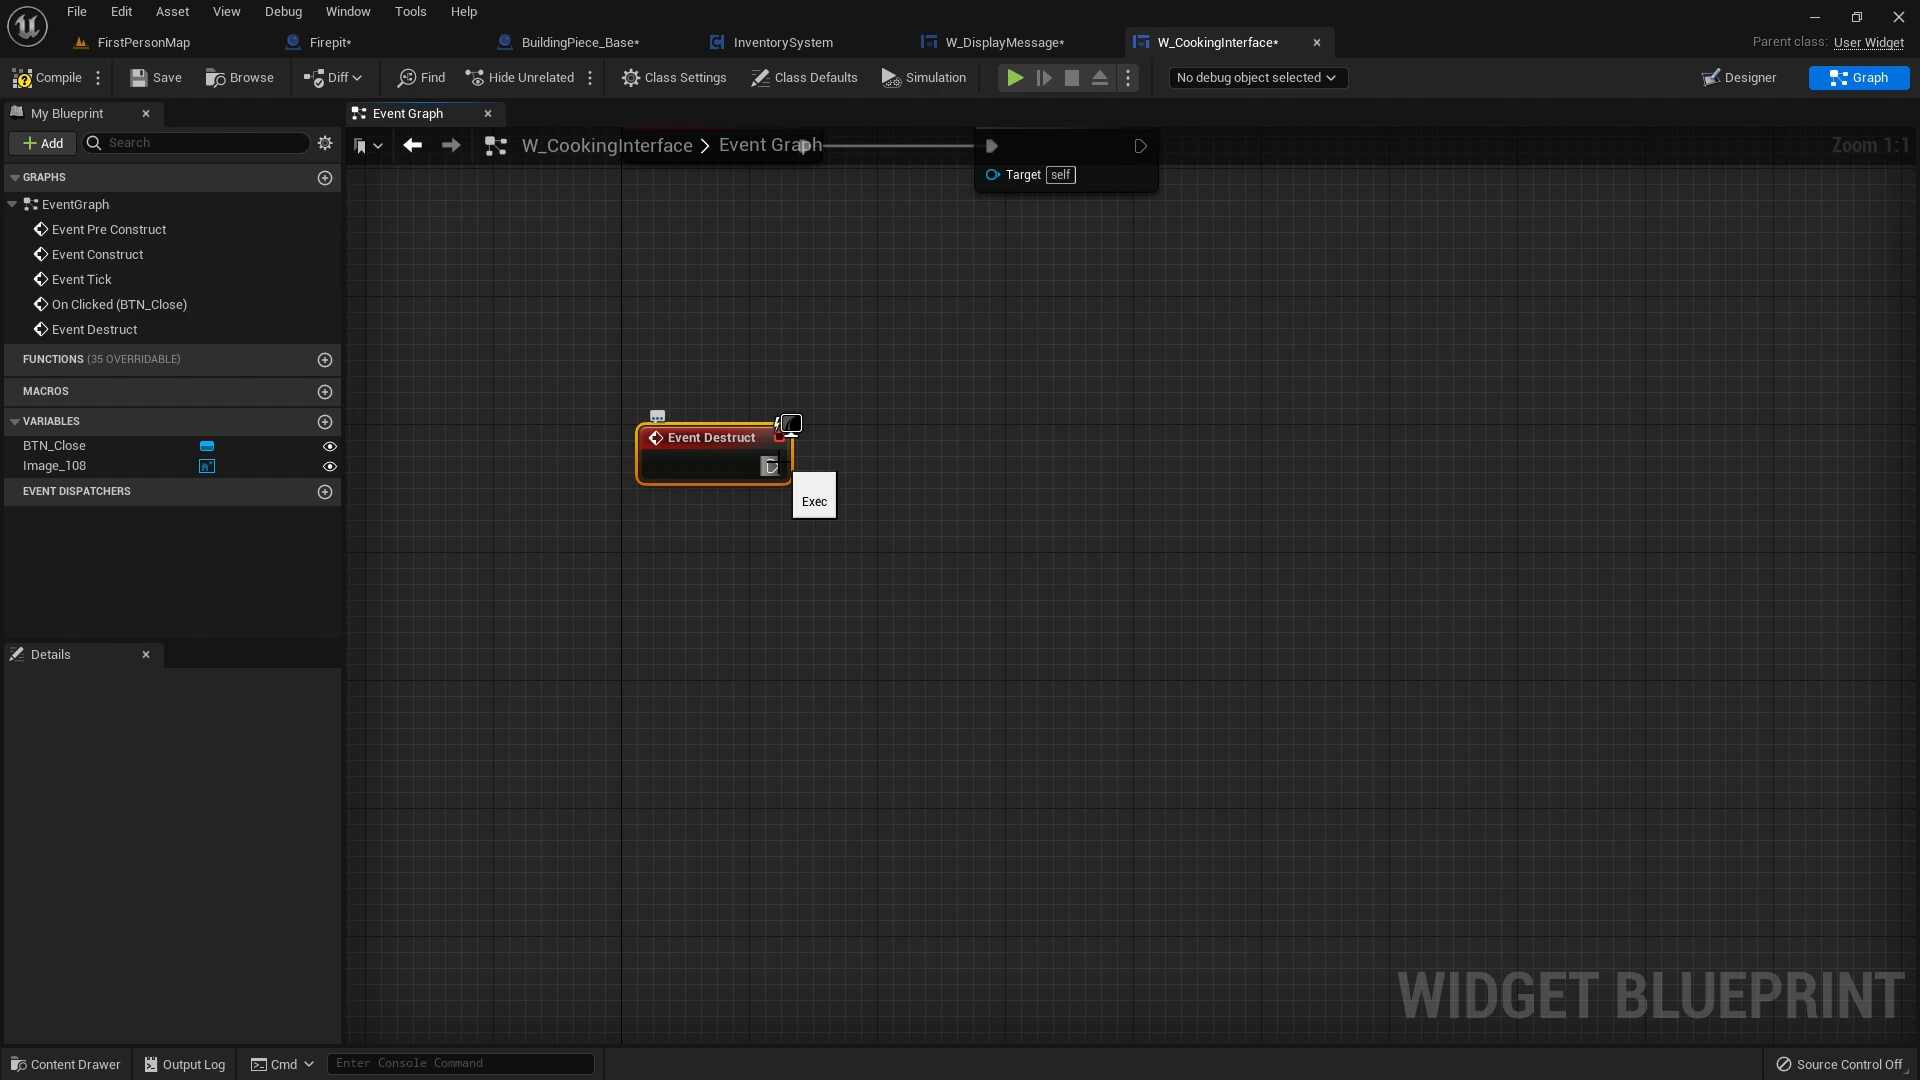 File Edit Asset View Debug Window Tools Help
FirstPersonMap Firepit* BuildingPiece_Base* InventorySystem W_DisplayMessage* W_CookingInterface* Parent class: User Widget
Compile Save Browse Diff Find Hide Unrelated Class Settings Class Defaults Simulation No debug object selected Designer Graph
My Blueprint Event Graph
Add Search W_CookingInterface > Event Graph Zoom 1:1
Target self
GRAPHS
EventGraph
Event Pre Construct
Event Construct
Event Tick
On Clicked (BTN_Close)
Event Destruct
FUNCTIONS (35 OVERRIDABLE)
MACROS
VARIABLES
BTN_Close
Image_108
EVENT DISPATCHERS
Event Destruct
Exec
Details
WIDGET BLUEPRINT
Content Drawer Output Log Cmd Enter Console Command Source Control Off